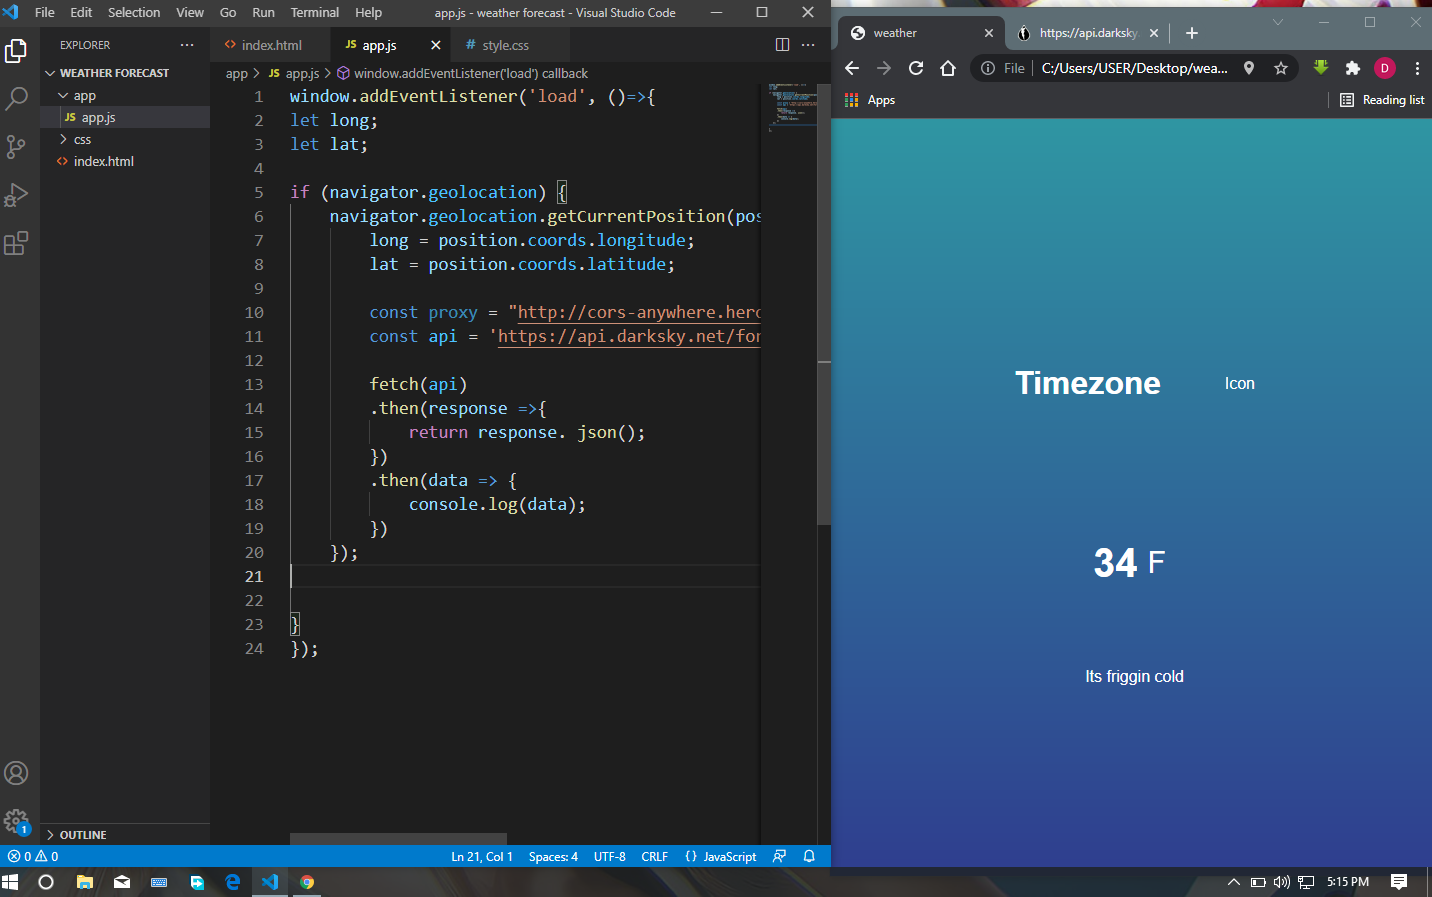 File Edit Selection View Go Run Terminal Help app.js - weather forecast - Visual Studio Code
EXPLORER
WEATHER FORECAST
app
JS app.js
css
index.html
OUTLINE
index.html JS app.js # style.css
app > JS app.js > window.addEventListener('load') callback
1 window.addEventListener('load', ()=>{
2 let long;
3 let lat;
4
5 if (navigator.geolocation) {
6 navigator.geolocation.getCurrentPosition(pos
7 long = position.coords.longitude;
8 lat = position.coords.latitude;
9
10 const proxy = "http://cors-anywhere.hero
11 const api = 'https://api.darksky.net/for
12
13 fetch(api)
14 .then(response =>{
15 return response. json();
16 })
17 .then(data => {
18 console.log(data);
19 })
20 });
21
22
23 }
24 });
1
0 0 Ln 21, Col 1 Spaces: 4 UTF-8 CRLF {} JavaScript
weather https://api.darksky.
File C:/Users/USER/Desktop/wea... D
Apps Reading list
Timezone Icon
34 F
Its friggin cold
5:15 PM